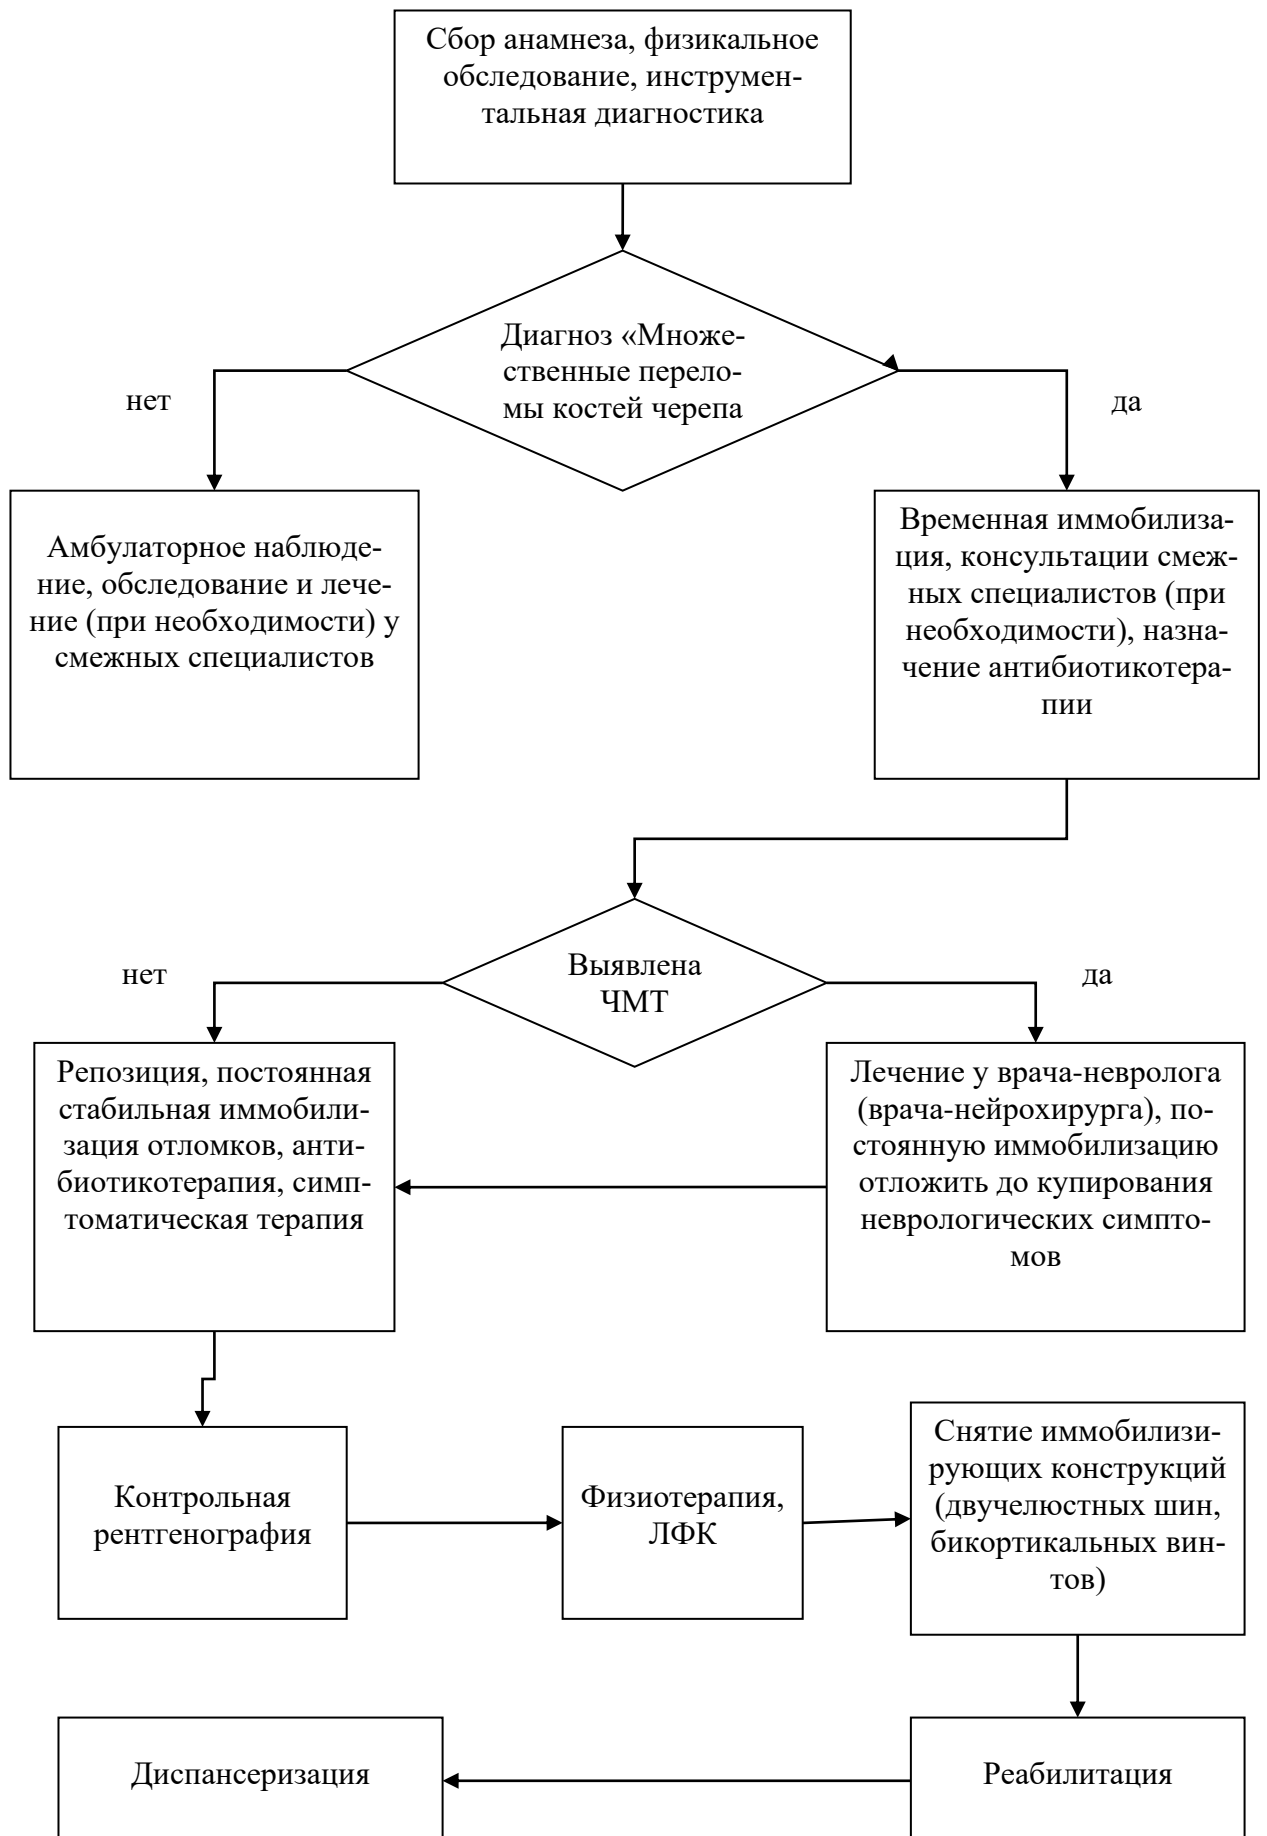 Сбор анамнеза, физикальное
обследование, инструмен-
тальная диагностика
Диагноз «Множе-
ственные перело-
мы костей черепа
нет
да
Амбулаторное наблюде-
ние, обследование и лече-
ние (при необходимости) у
смежных специалистов
Временная иммобилиза-
ция, консультации смеж-
ных специалистов (при
необходимости), назна-
чение антибиотикотера-
пии
Выявлена
ЧМТ
нет
да
Репозиция, постоянная
стабильная иммобили-
зация отломков, анти-
биотикотерапия, симп-
томатическая терапия
Лечение у врача-невролога
(врача-нейрохирурга), по-
стоянную иммобилизацию
отложить до купирования
неврологических симпто-
мов
Контрольная
рентгенография
Физиотерапия,
ЛФК
Снятие иммобилизи-
рующих конструкций
(двучелюстных шин,
бикортикальных вин-
тов)
Диспансеризация
Реабилитация